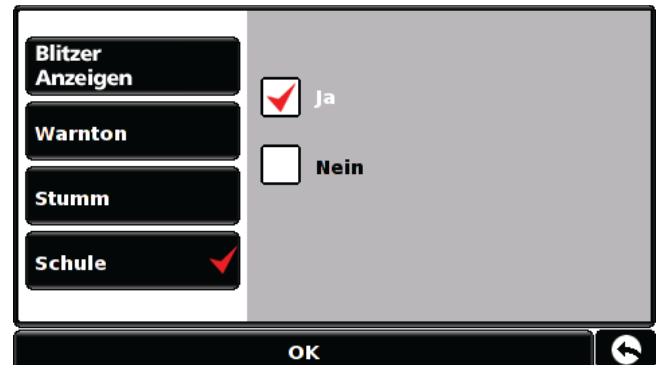 Blitzer
Anzeigen
Warnton
Stumm
Schule
Ja
Nein
OK